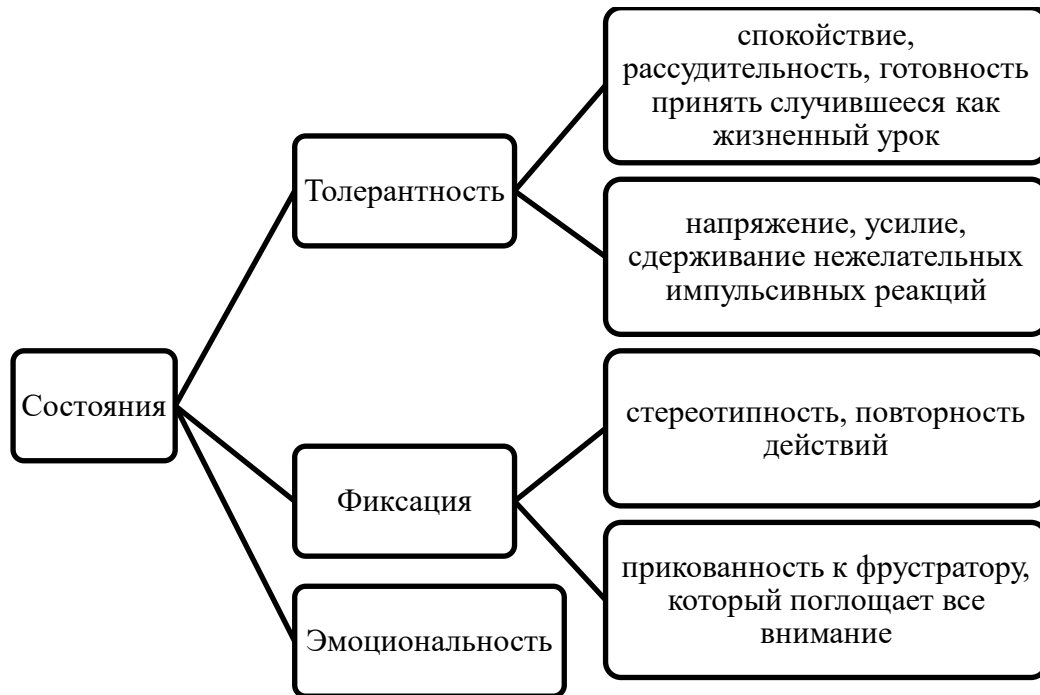 Состояния
Толерантность
спокойствие,
рассудительность, готовность
принять случившееся как
жизненный урок
напряжение, усилие,
сдерживание нежелательных
импульсивных реакций
Фиксация
стереотипность, повторность
действий
прикованность к фрустратору,
который поглощает все
внимание
Эмоциональность